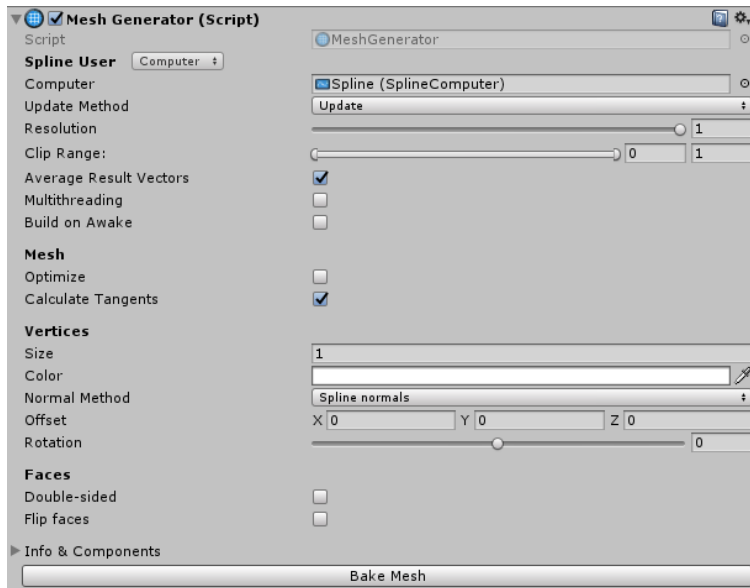 Mesh Generator (Script)
Script MeshGenerator
Spline User Computer
Computer Spline (SplineComputer)
Update Method Update
Resolution 1
Clip Range: 0 1
Average Result Vectors
Multithreading
Build on Awake
Mesh
Optimize
Calculate Tangents
Vertices
Size 1
Color
Normal Method Spline normals
Offset X 0 Y 0 Z 0
Rotation 0
Faces
Double-sided
Flip faces
Info & Components
Bake Mesh